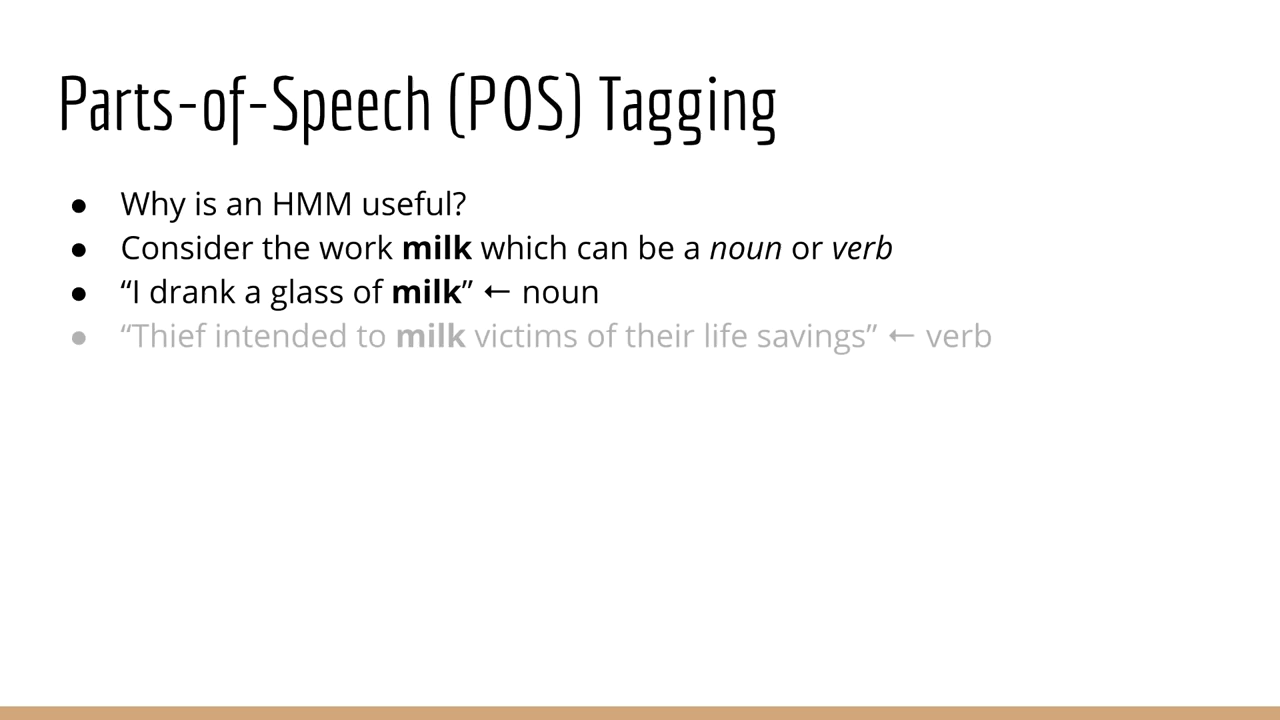 Parts-of-Speech (POS) Tagging
● Why is an HMM useful?
● Consider the work milk which can be a noun or verb
● “I drank a glass of milk” ← noun
● “Thief intended to milk victims of their life savings” ← verb